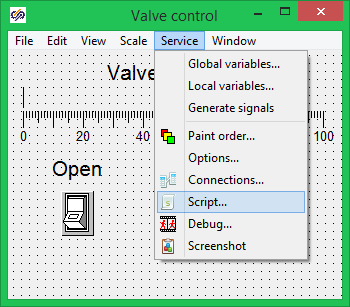 Valve control
File Edit View Scale Service Window
Global variables...
Local variables...
Generate signals
Paint order...
Options...
Connections...
Script...
Debug...
Screenshot
Valve
0 20 40 100
Open